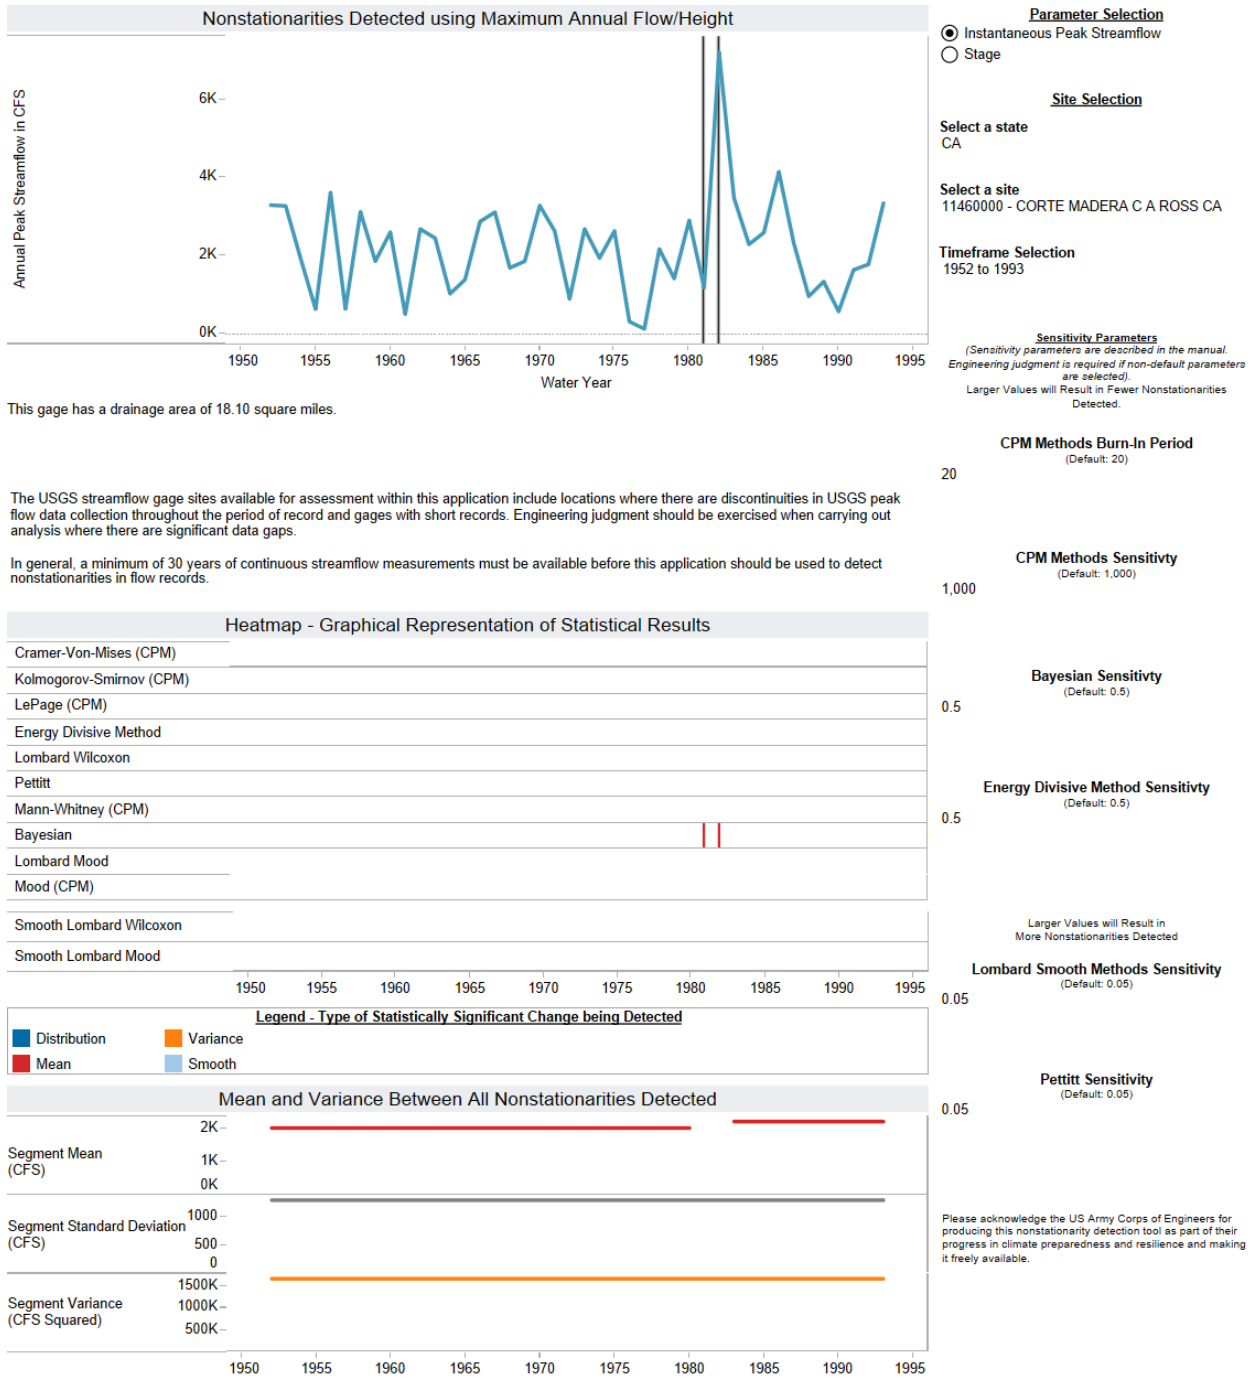 Nonstationarities Detected using Maximum Annual Flow/Height
Annual Peak Streamflow in CFS
6K
4K
2K
0K
1950 1955 1960 1965 1970 1975 1980 1985 1990 1995
Water Year
This gage has a drainage area of 18.10 square miles.
The USGS streamflow gage sites available for assessment within this application include locations where there are discontinuities in USGS peak
flow data collection throughout the period of record and gages with short records. Engineering judgment should be exercised when carrying out
analysis where there are significant data gaps.
In general, a minimum of 30 years of continuous streamflow measurements must be available before this application should be used to detect
nonstationarities in flow records.
Heatmap - Graphical Representation of Statistical Results
Cramer-Von-Mises (CPM)
Kolmogorov-Smirnov (CPM)
LePage (CPM)
Energy Divisive Method
Lombard Wilcoxon
Pettitt
Mann-Whitney (CPM)
Bayesian
Lombard Mood
Mood (CPM)
Smooth Lombard Wilcoxon
Smooth Lombard Mood
1950 1955 1960 1965 1970 1975 1980 1985 1990 1995
Legend - Type of Statistically Significant Change being Detected
Distribution Variance
Mean Smooth
Mean and Variance Between All Nonstationarities Detected
Segment Mean
(CFS)
2K
1K
0K
Segment Standard Deviation
(CFS)
1000
500
0
Segment Variance
(CFS Squared)
1500K
1000K
500K
1950 1955 1960 1965 1970 1975 1980 1985 1990 1995
Parameter Selection
Instantaneous Peak Streamflow
Stage
Site Selection
Select a state
CA
Select a site
11460000 - CORTE MADERA C A ROSS CA
Timeframe Selection
1952 to 1993
Sensitivity Parameters
(Sensitivity parameters are described in the manual.
Engineering judgment is required if non-default parameters
are selected).
Larger Values will Result in Fewer Nonstationarities
Detected.
CPM Methods Burn-In Period
(Default: 20)
20
CPM Methods Sensitivty
(Default: 1,000)
1,000
Bayesian Sensitivty
(Default: 0.5)
0.5
Energy Divisive Method Sensitivty
(Default: 0.5)
0.5
Larger Values will Result in
More Nonstationarities Detected
Lombard Smooth Methods Sensitivity
(Default: 0.05)
0.05
Pettitt Sensitivity
(Default: 0.05)
0.05
Please acknowledge the US Army Corps of Engineers for
producing this nonstationarity detection tool as part of their
progress in climate preparedness and resilience and making
it freely available.